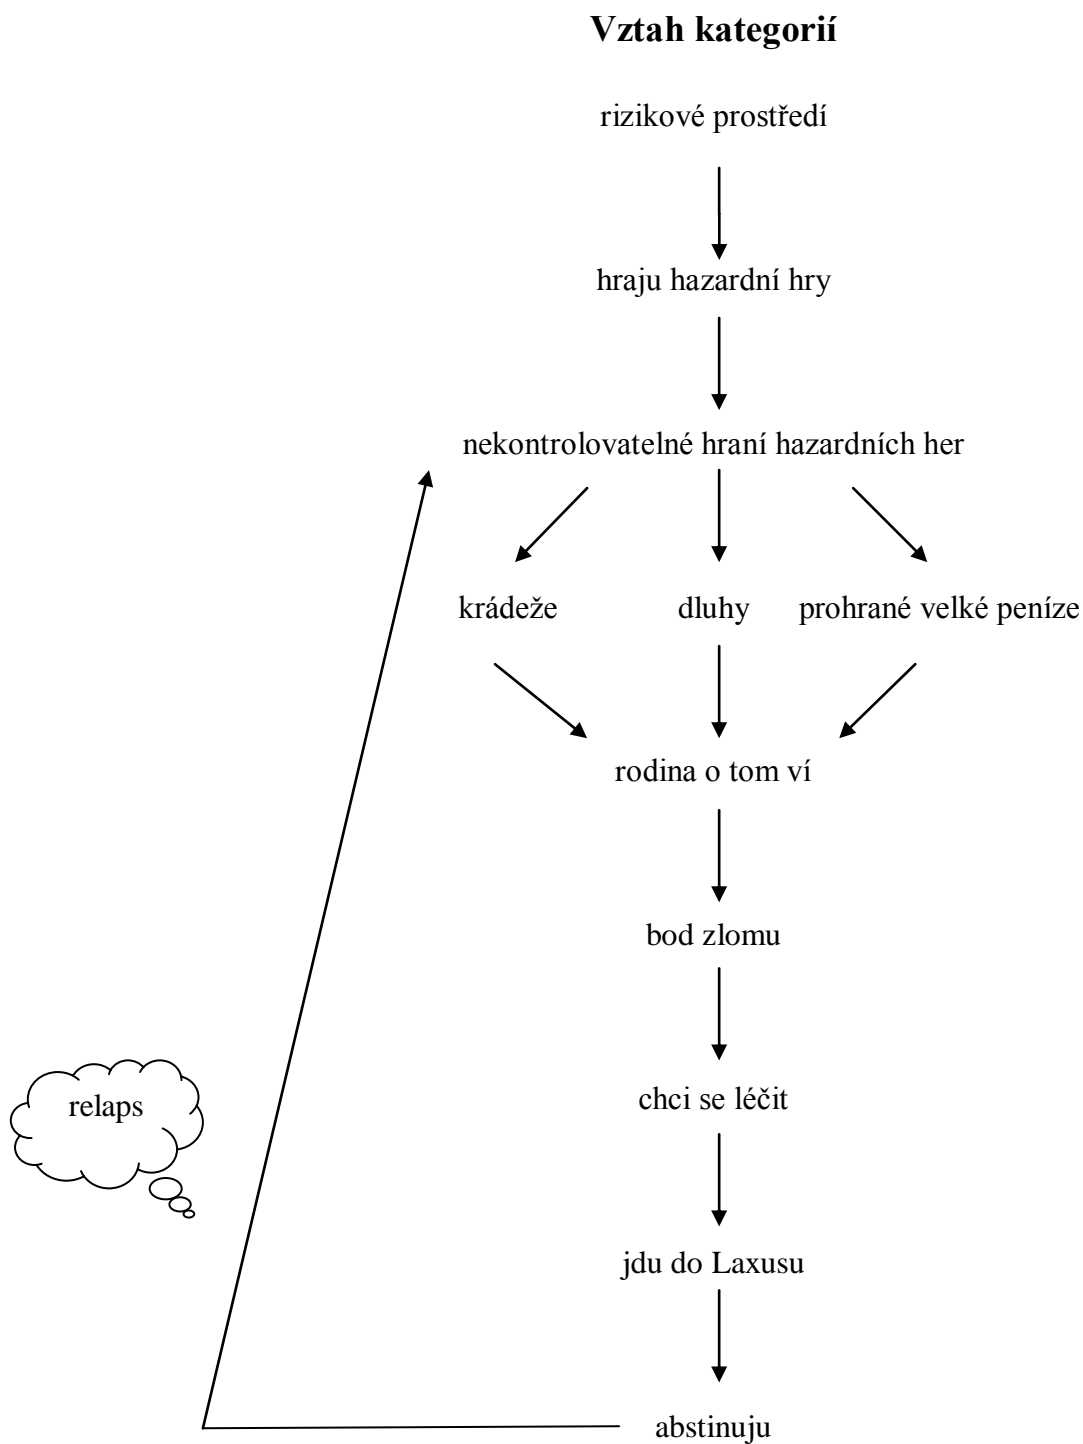 Vztah kategorií
rizikové prostředí
hraju hazardní hry
nekontrolovatelné hraní hazardních her
krádeže dluhy prohrané velké peníze
rodina o tom ví
bod zlomu
chci se léčit
relaps
jdu do Laxusu
abstinuju